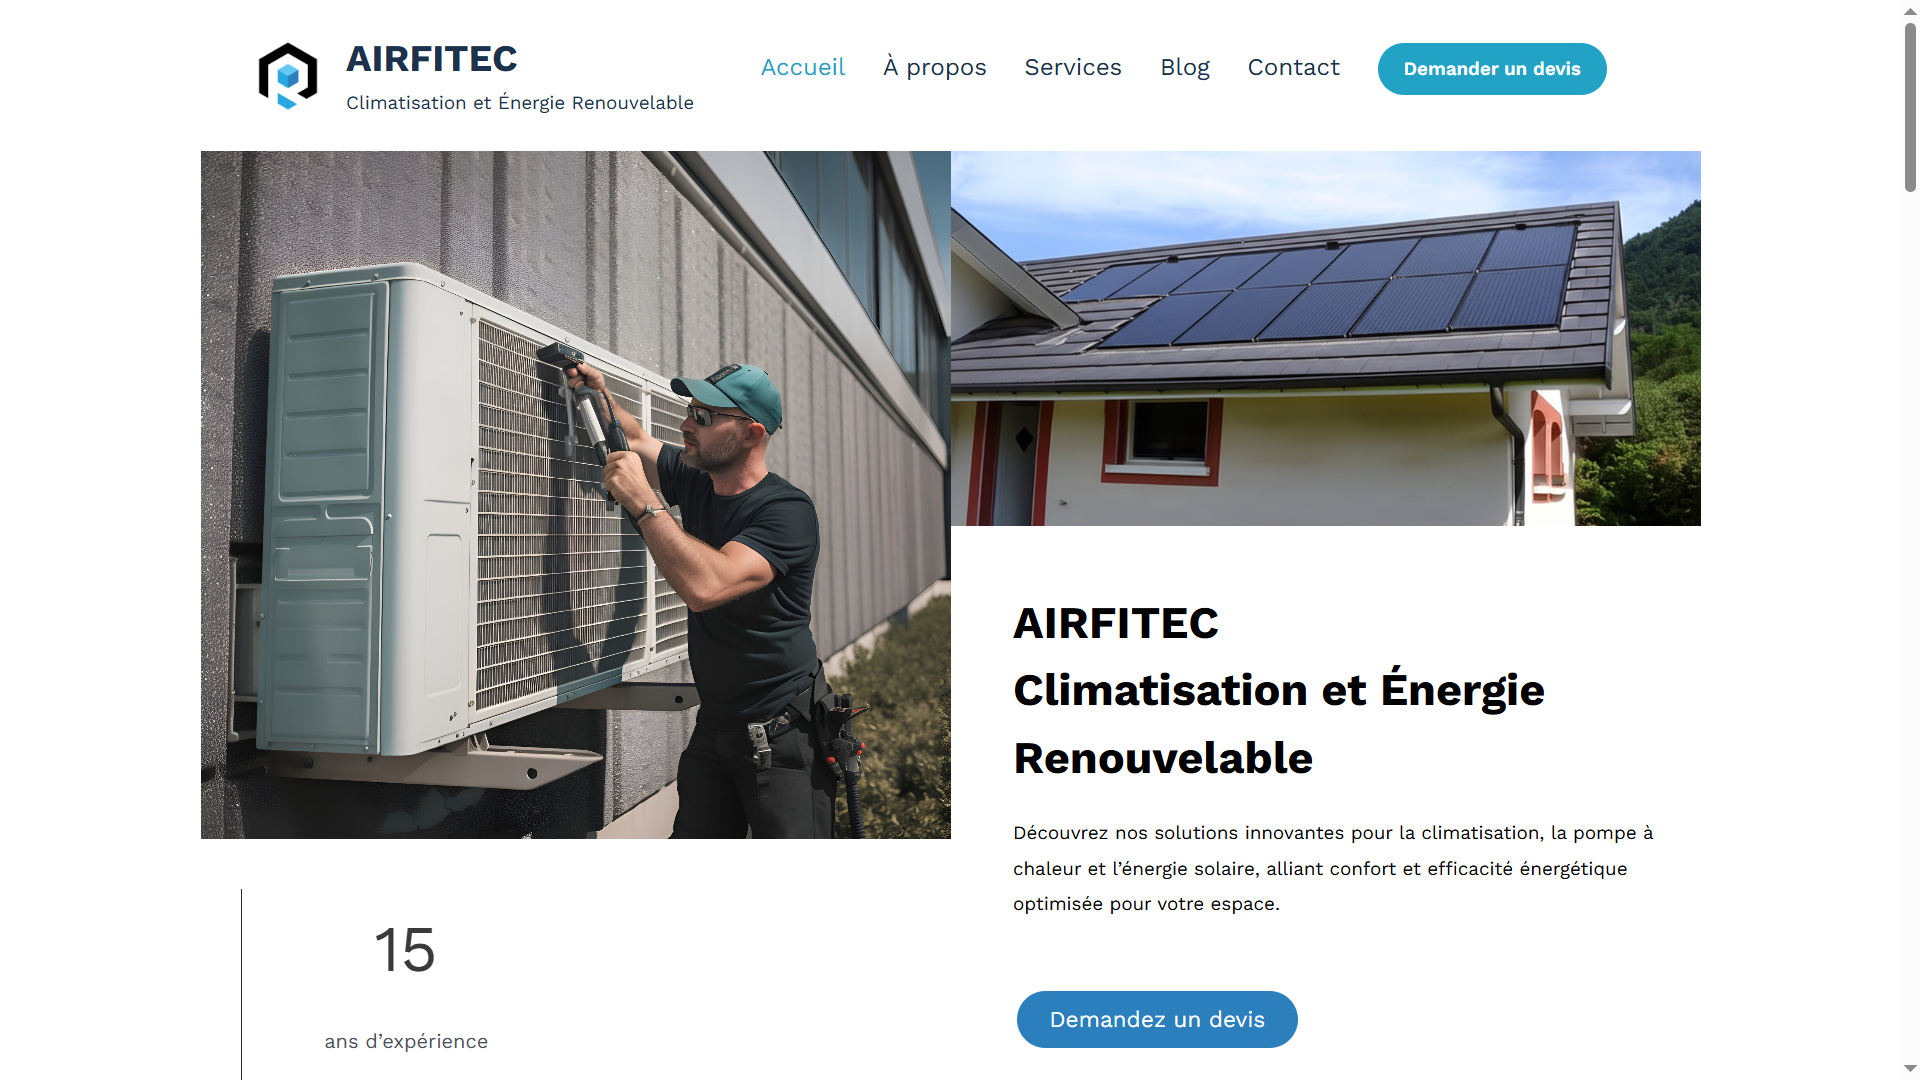 AIRFITEC
Climatisation et Énergie Renouvelable
Accueil
À propos
Services
Blog
Contact
Demander un devis
AIRFITEC
Climatisation et Énergie
Renouvelable
Découvrez nos solutions innovantes pour la climatisation, la pompe à
chaleur et l’énergie solaire, alliant confort et efficacité énergétique
optimisée pour votre espace.
Demandez un devis
15
ans d’expérience